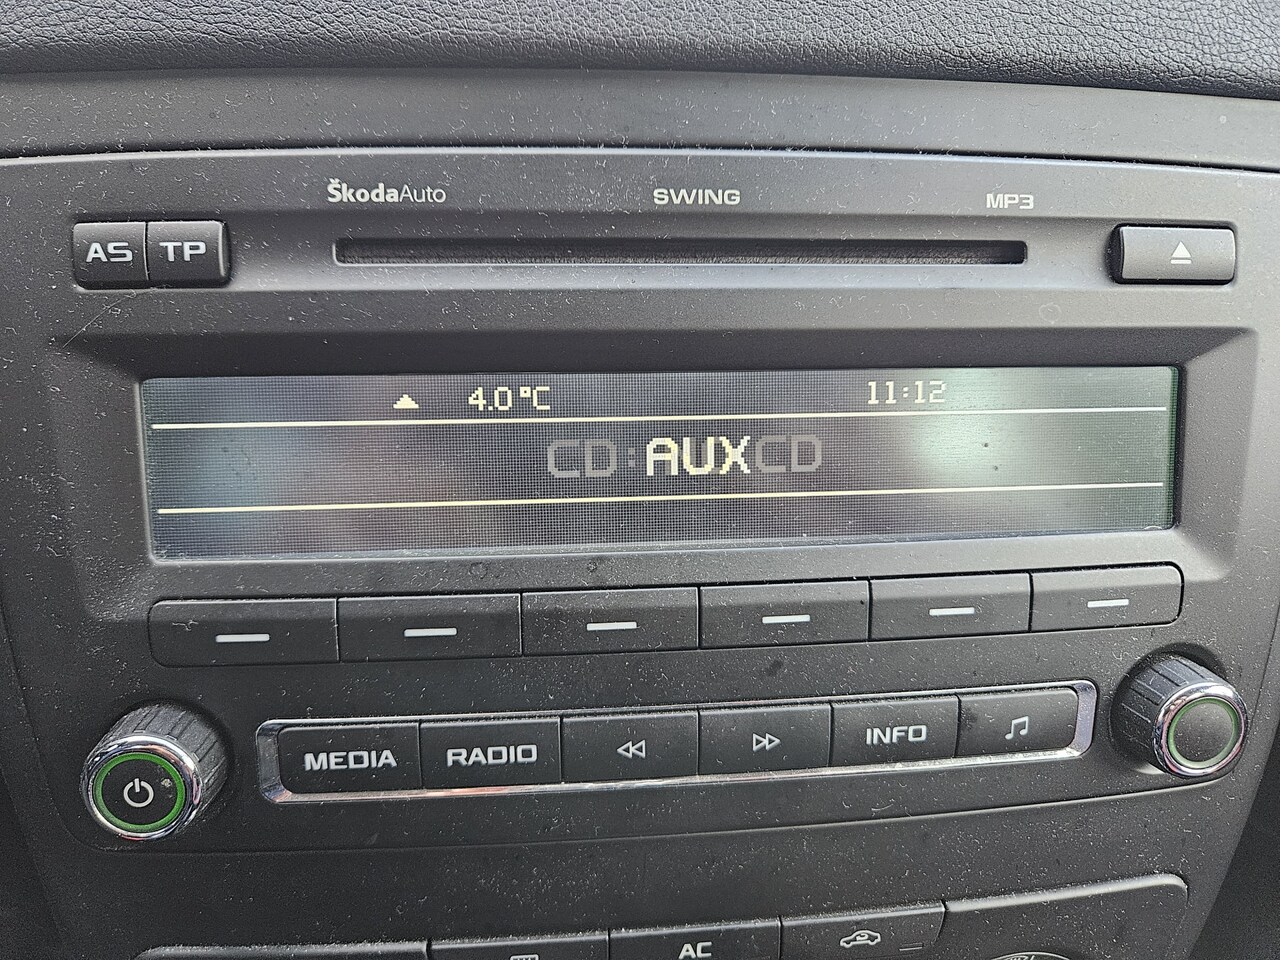 ŠkodaAuto SWING MP3
AS TP
4.0°C 11:12
CD:AUXCD
MEDIA RADIO INFO
AC